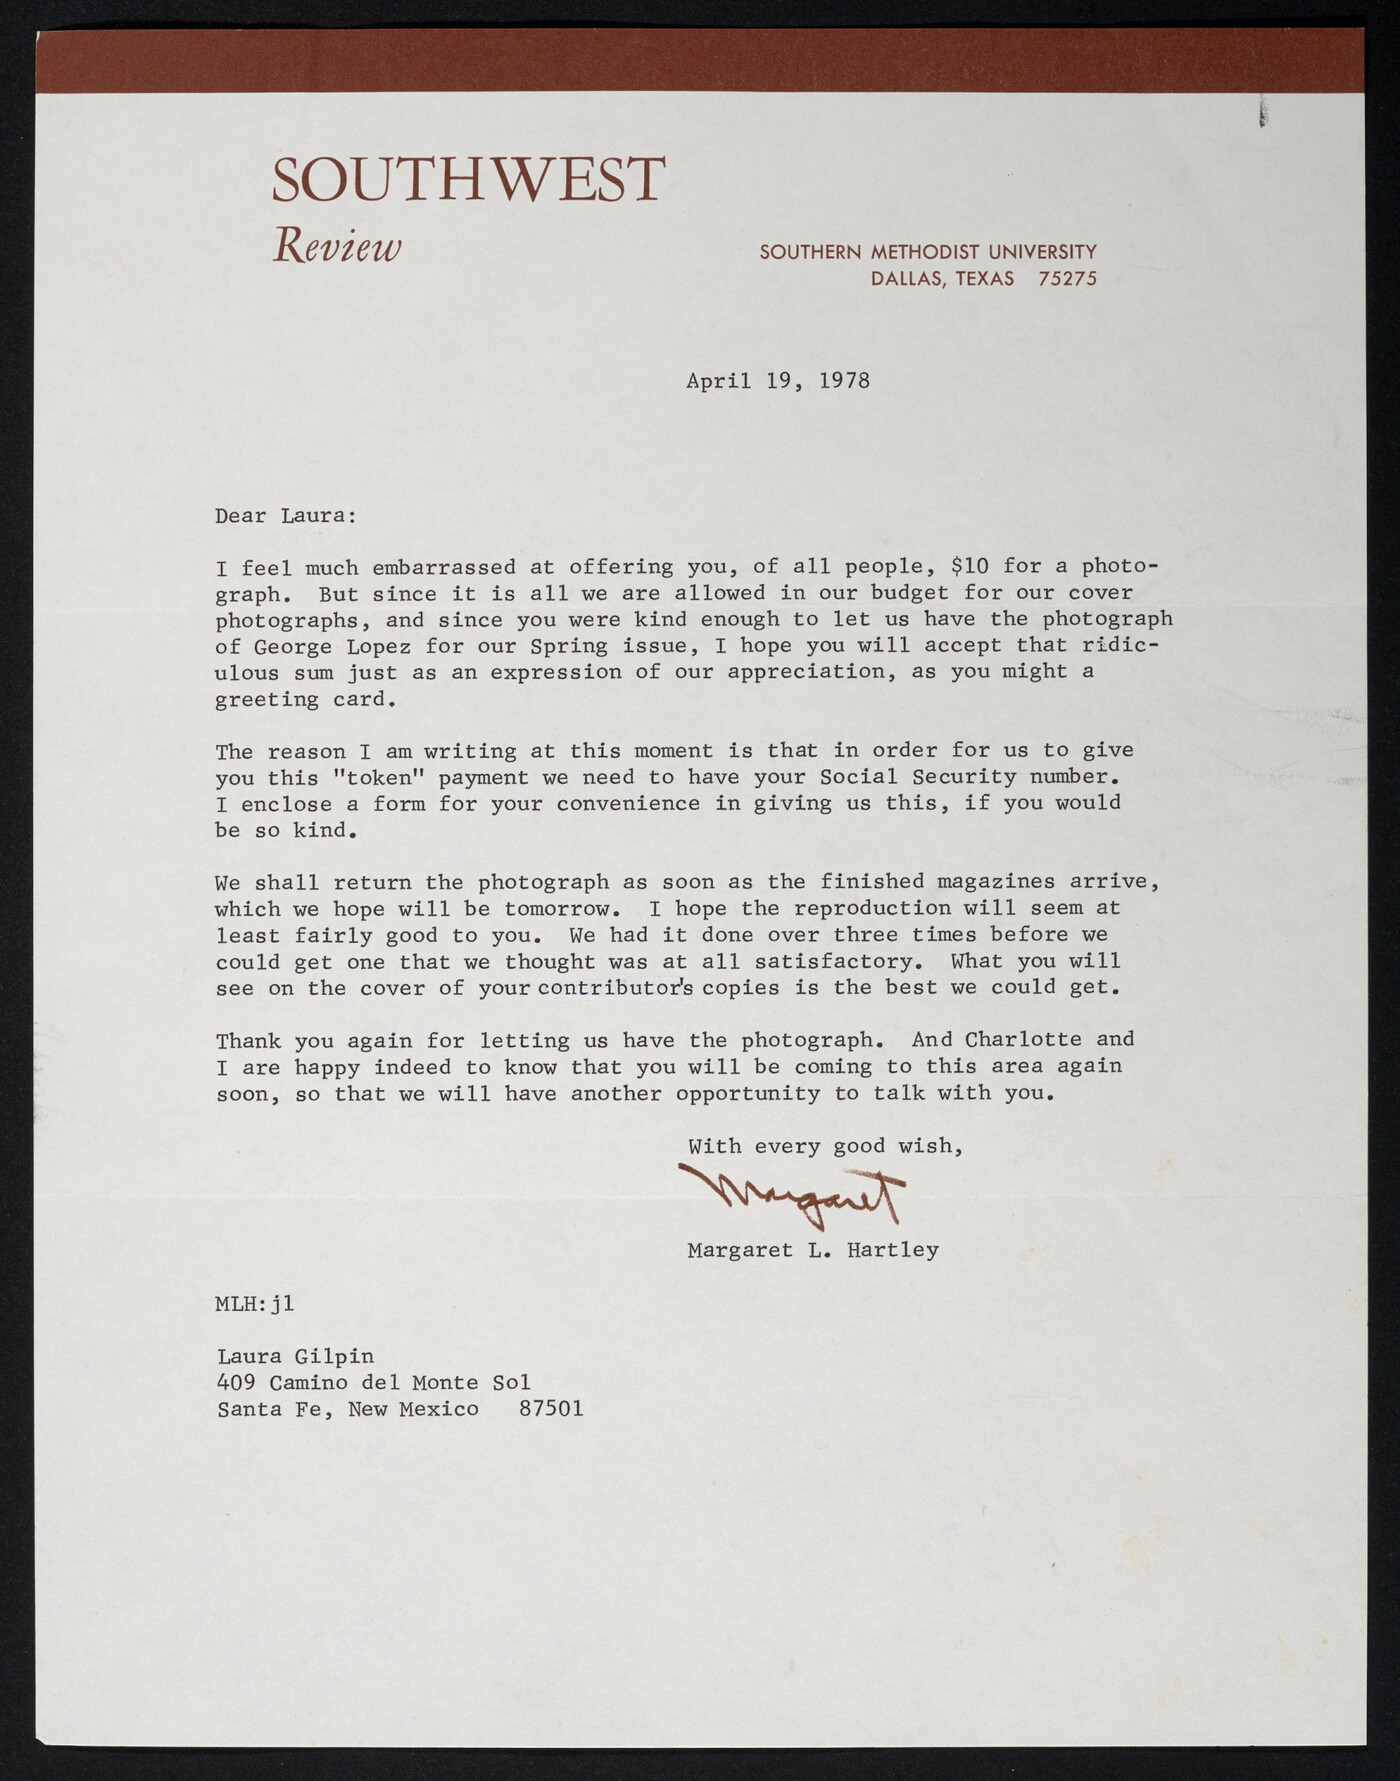 SOUTHWEST
Review
SOUTHERN METHODIST UNIVERSITY
DALLAS, TEXAS 75275
April 19, 1978
Dear Laura:
I feel much embarrassed at offering you, of all people, $10 for a photo-
graph. But since it is all we are allowed in our budget for our cover
photographs, and since you were kind enough to let us have the photograph
of George Lopez for our Spring issue, I hope you will accept that ridic-
ulous sum just as an expression of our appreciation, as you might a
greeting card.
The reason I am writing at this moment is that in order for us to give
you this "token" payment we need to have your Social Security number.
I enclose a form for your convenience in giving us this, if you would
be so kind.
We shall return the photograph as soon as the finished magazines arrive,
which we hope will be tomorrow. I hope the reproduction will seem at
least fairly good to you. We had it done over three times before we
could get one that we thought was at all satisfactory. What you will
see on the cover of your contributor's copies is the best we could get.
Thank you again for letting us have the photograph. And Charlotte and
I are happy indeed to know that you will be coming to this area again
soon, so that we will have another opportunity to talk with you.
With every good wish,
Margaret
Margaret L. Hartley
MLH:jl
Laura Gilpin
409 Camino del Monte Sol
Santa Fe, New Mexico 87501